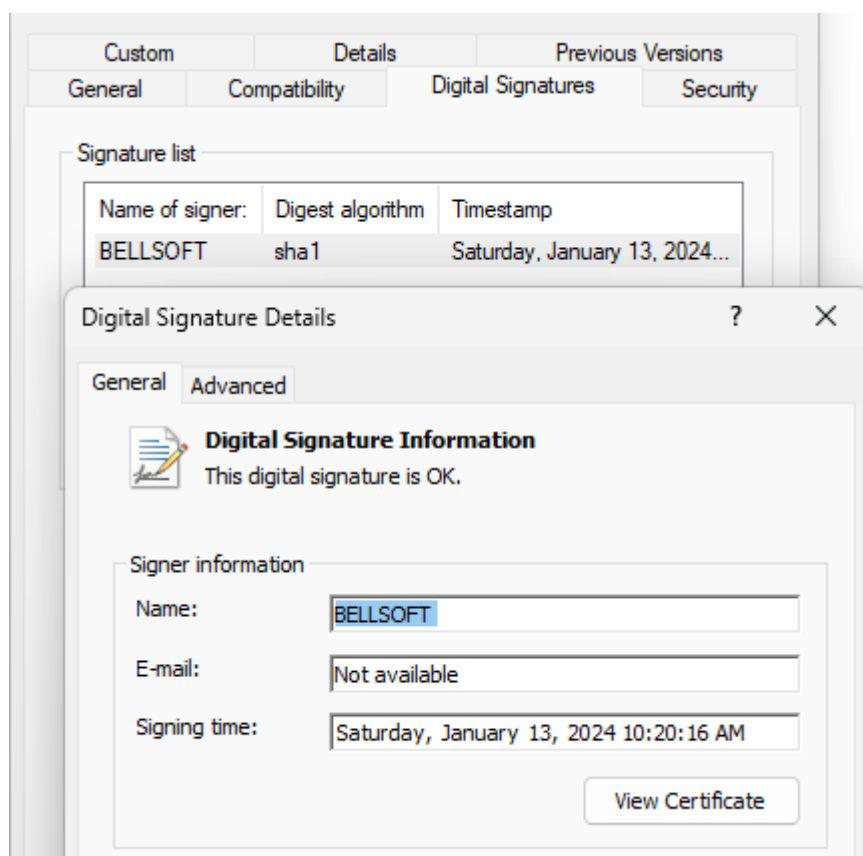 Custom Details Previous Versions
General Compatibility Digital Signatures Security
Signature list
Name of signer: Digest algorithm Timestamp
BELLSOFT sha1 Saturday, January 13, 2024...
Digital Signature Details ?
General Advanced
Digital Signature Information
This digital signature is OK.
Signer information
Name: BELLSOFT
E-mail: Not available
Signing time: Saturday, January 13, 2024 10:20:16 AM
View Certificate